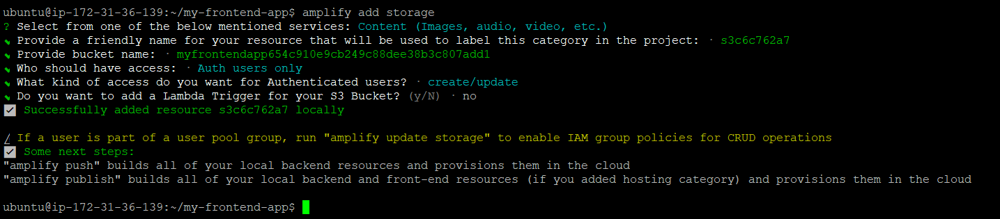 ubuntu@ip-172-31-36-139:~/my-frontend-app$ amplify add storage
? Select from one of the below mentioned services: Content (Images, audio, video, etc.)
Provide a friendly name for your resource that will be used to label this category in the project: · s3c6c762a7
Provide bucket name: · myfrontendapp654c910e9cb249c88dee38b3c807add1
Who should have access: · Auth users only
What kind of access do you want for Authenticated users? · create/update
Do you want to add a Lambda Trigger for your S3 Bucket? (y/N) · no
✓ Successfully added resource s3c6c762a7 locally
/ If a user is part of a user pool group, run "amplify update storage" to enable IAM group policies for CRUD operations
✓ Some next steps:
"amplify push" builds all of your local backend resources and provisions them in the cloud
"amplify publish" builds all of your local backend and front-end resources (if you added hosting category) and provisions them in the cloud
ubuntu@ip-172-31-36-139:~/my-frontend-app$